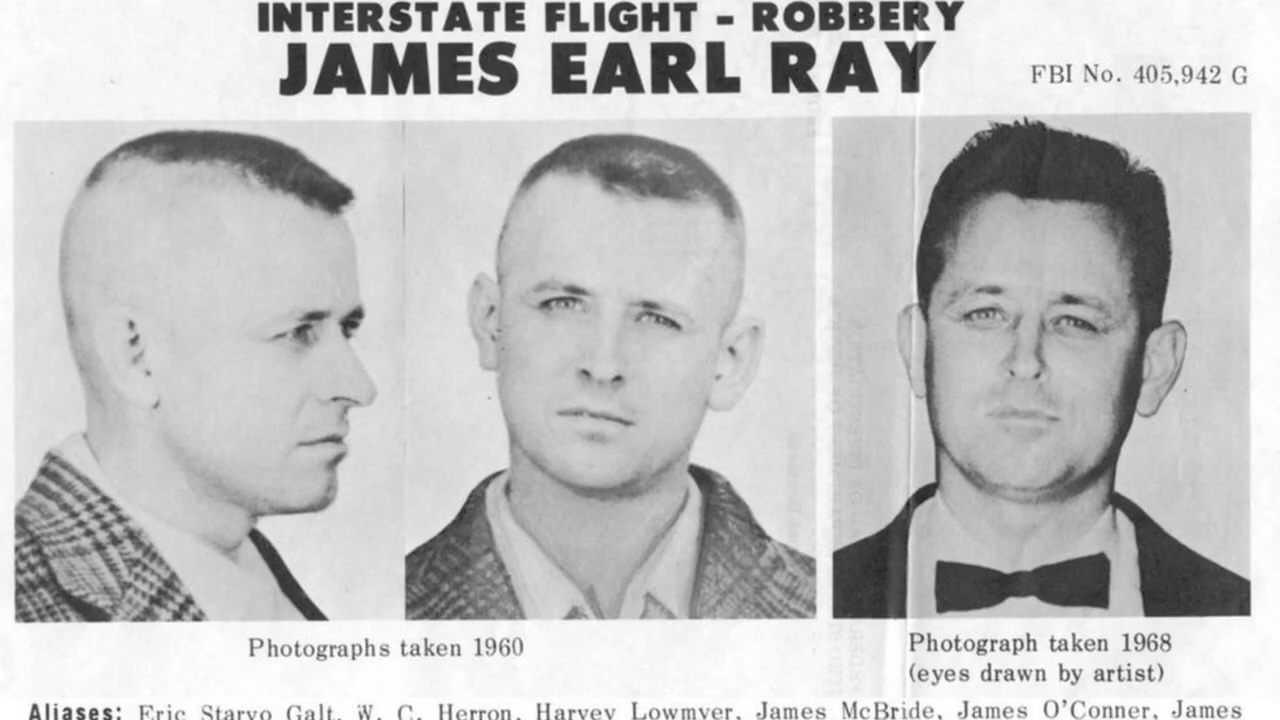 INTERSTATE FLIGHT - ROBBERY
JAMES EARL RAY
FBI No. 405,942 G
Photographs taken 1960
Photograph taken 1968
(eyes drawn by artist)
Aliases: Eric Starvo Galt, W. C. Herron, Harvey Lowmyer, James McBride, James O'Conner, James